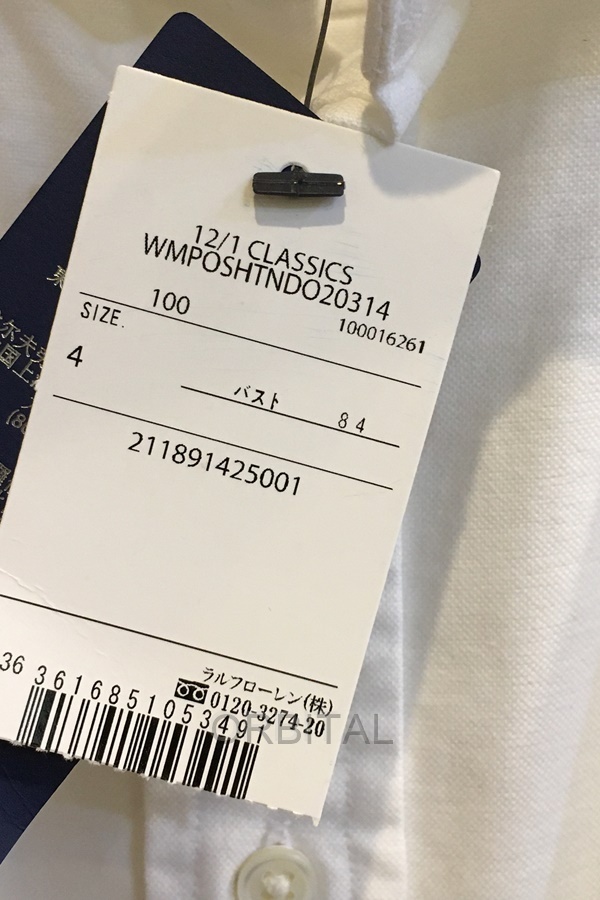 12/1 CLASSICS
WMPOSHTNDO20314
100
100016261
SIZE.
4
バスト 84
211891425001
ラルフローレン(株)
0120-3274-20
36 3616851053491
ORBITAL